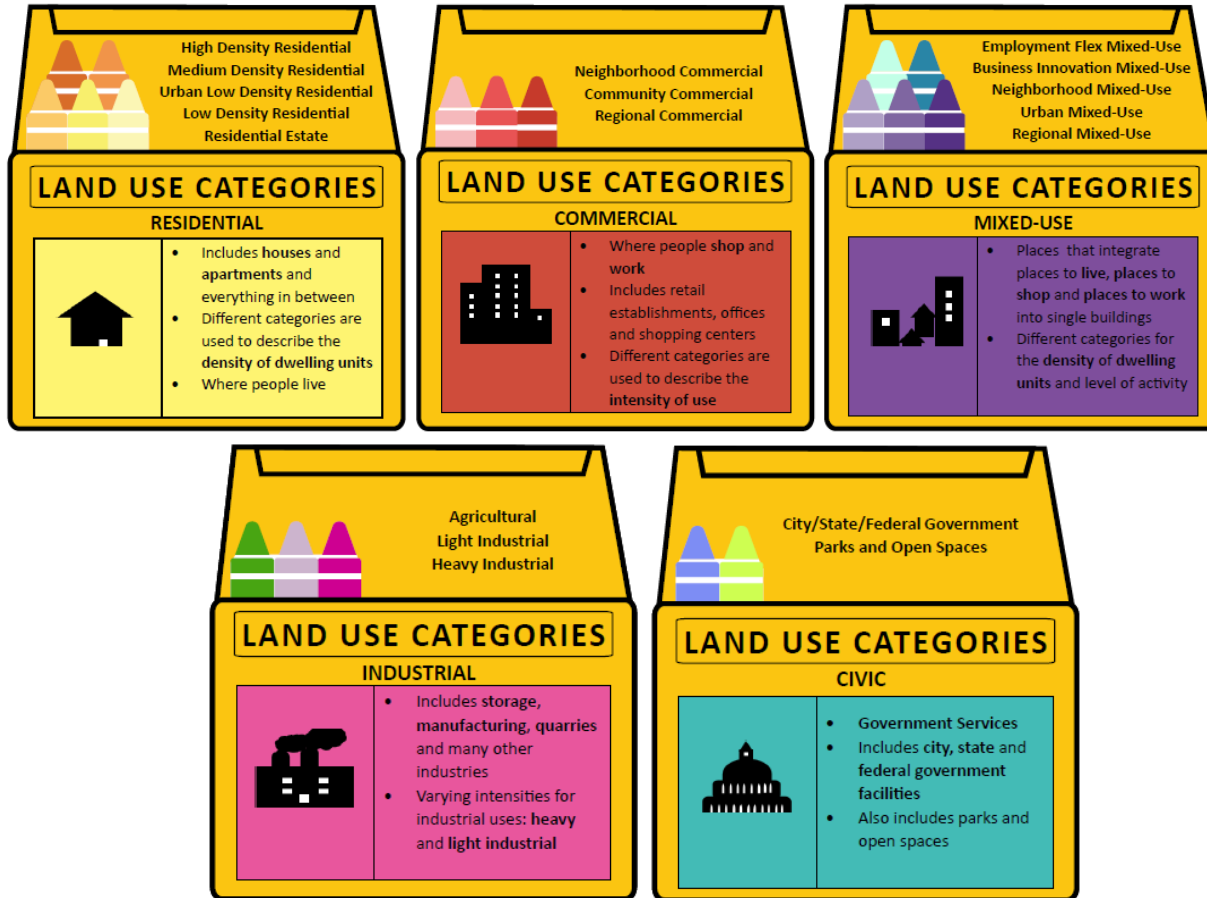 High Density Residential
Medium Density Residential
Urban Low Density Residential
Low Density Residential
Residential Estate
LAND USE CATEGORIES
RESIDENTIAL
• Includes houses and
apartments and
everything in between
• Different categories are
used to describe the
density of dwelling units
• Where people live
Neighborhood Commercial
Community Commercial
Regional Commercial
LAND USE CATEGORIES
COMMERCIAL
• Where people shop and
work
• Includes retail
establishments, offices
and shopping centers
• Different categories are
used to describe the
intensity of use
Employment Flex Mixed-Use
Business Innovation Mixed-Use
Neighborhood Mixed-Use
Urban Mixed-Use
Regional Mixed-Use
LAND USE CATEGORIES
MIXED-USE
• Places that integrate
places to live, places to
shop and places to work
into single buildings
• Different categories for
the density of dwelling
units and level of activity
Agricultural
Light Industrial
Heavy Industrial
LAND USE CATEGORIES
INDUSTRIAL
• Includes storage,
manufacturing, quarries
and many other
industries
• Varying intensities for
industrial uses: heavy
and light industrial
City/State/Federal Government
Parks and Open Spaces
LAND USE CATEGORIES
CIVIC
• Government Services
• Includes city, state and
federal government
facilities
• Also includes parks and
open spaces